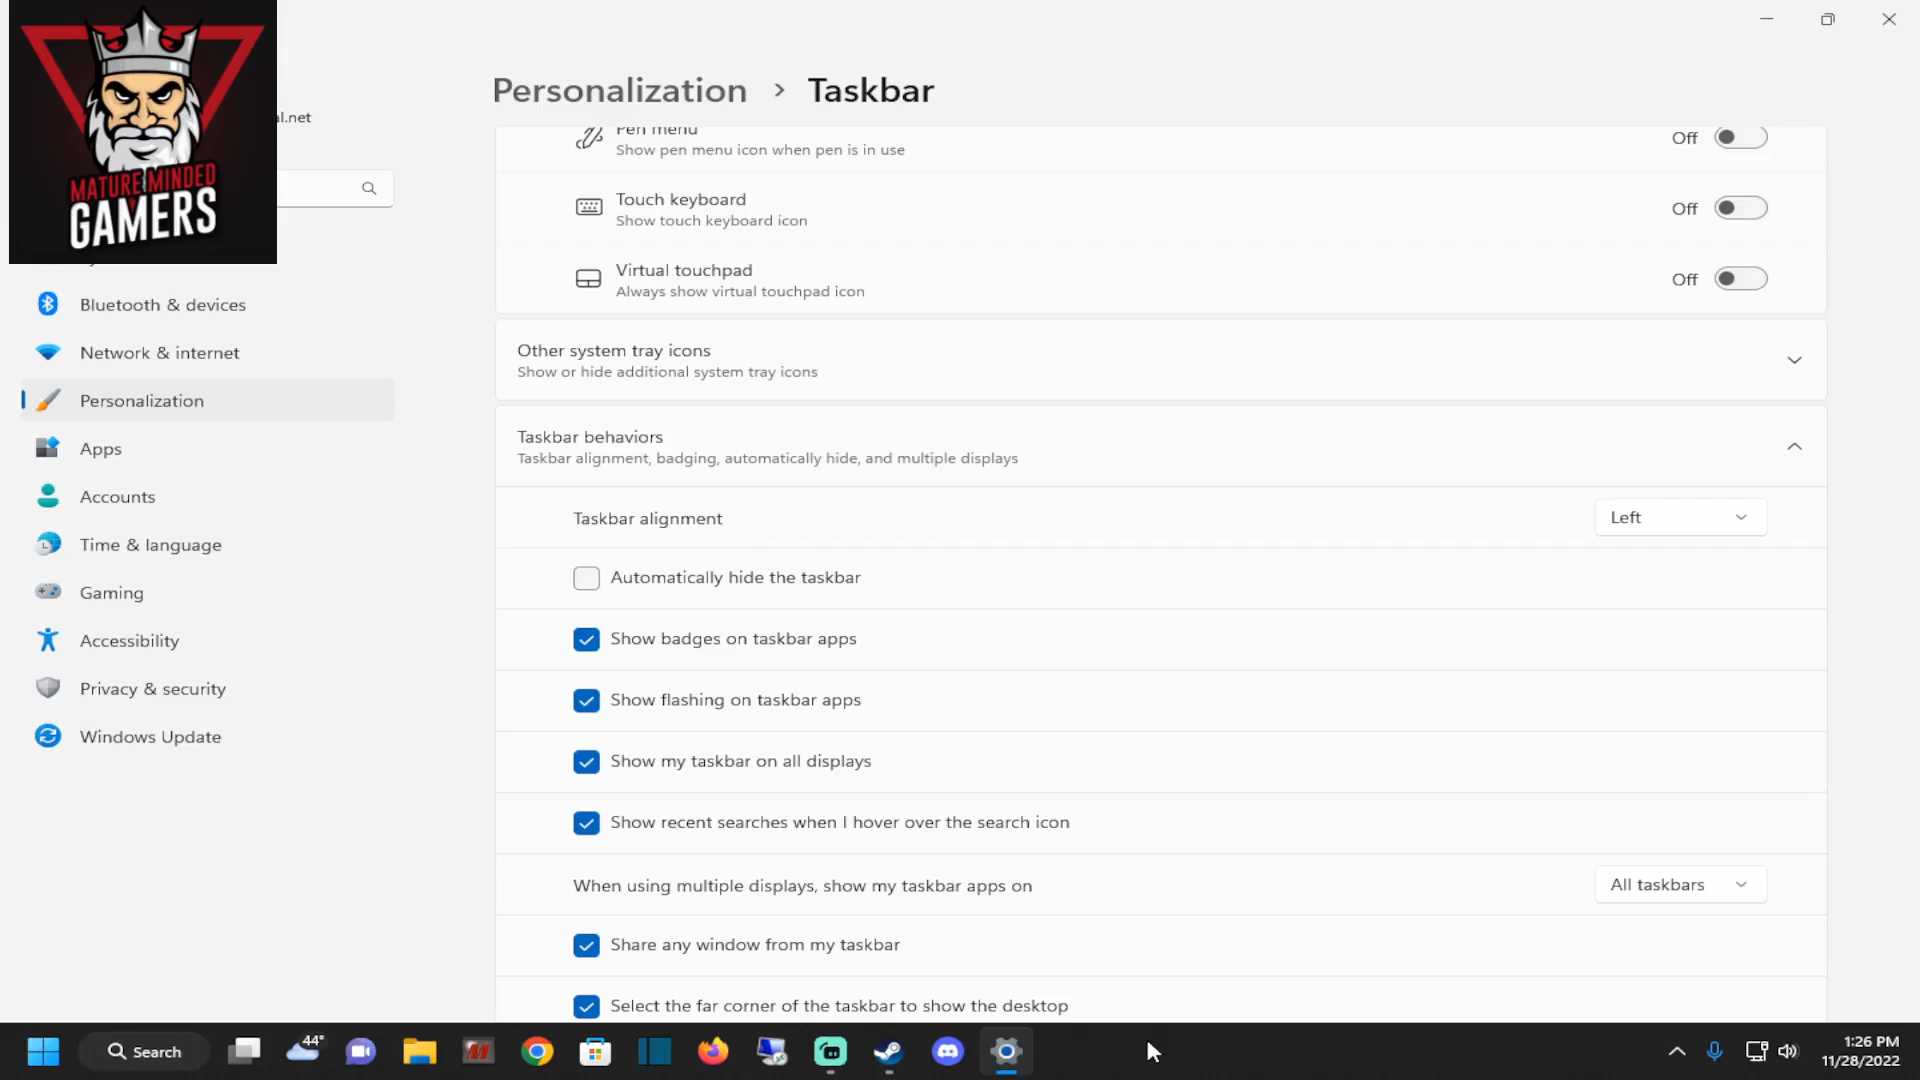 MATURE MINDED
GAMERS
al.net
Personalization > Taskbar
Pen menu
Show pen menu icon when pen is in use
Off
Touch keyboard
Show touch keyboard icon
Off
Virtual touchpad
Always show virtual touchpad icon
Off
Other system tray icons
Show or hide additional system tray icons
Taskbar behaviors
Taskbar alignment, badging, automatically hide, and multiple displays
Taskbar alignment
Left
Automatically hide the taskbar
Show badges on taskbar apps
Show flashing on taskbar apps
Show my taskbar on all displays
Show recent searches when I hover over the search icon
When using multiple displays, show my taskbar apps on
All taskbars
Share any window from my taskbar
Select the far corner of the taskbar to show the desktop
Bluetooth & devices
Network & internet
Personalization
Apps
Accounts
Time & language
Gaming
Accessibility
Privacy & security
Windows Update
Search
44°
1:26 PM
11/28/2022